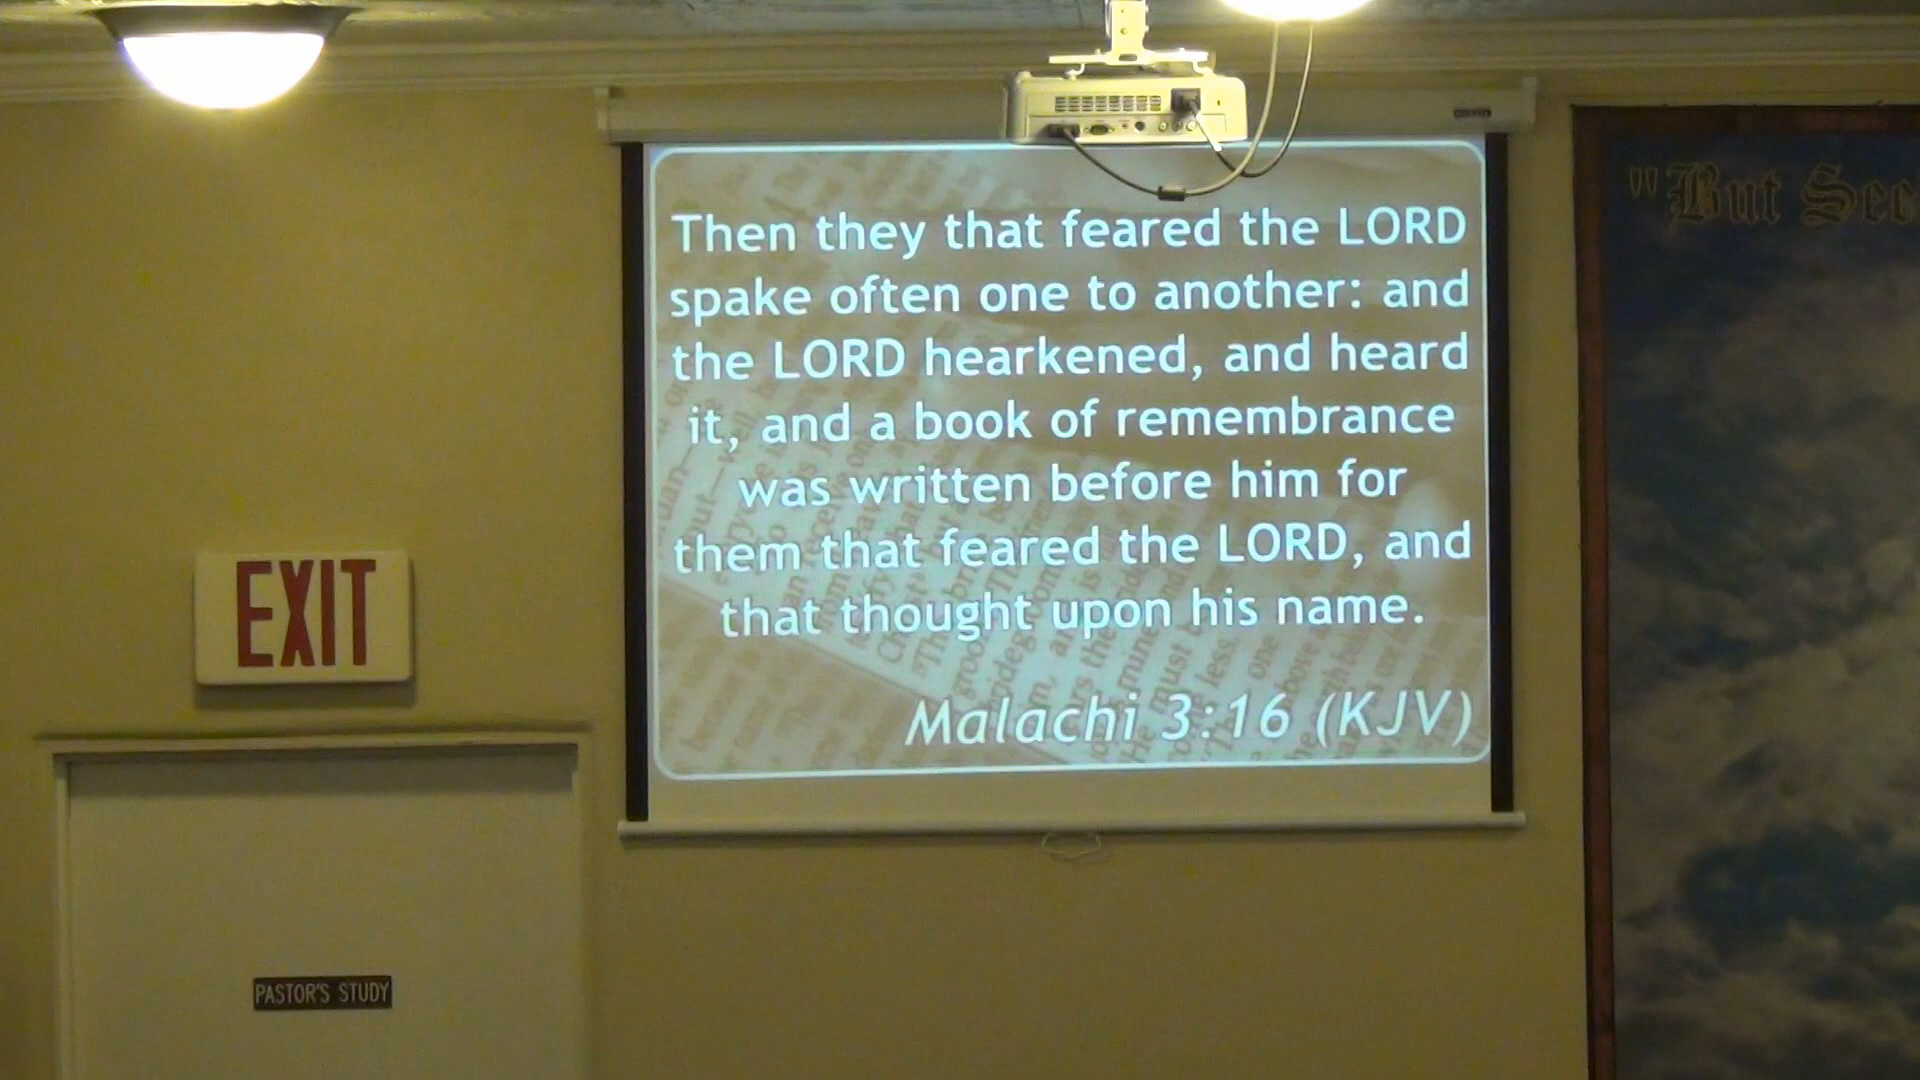 Then they that feared the LORD
spake often one to another: and
the LORD hearkened, and heard
it, and a book of remembrance
was written before him for
them that feared the LORD, and
that thought upon his name.
Malachi 3:16 (KJV)
"But See
EXIT
PASTOR'S STUDY